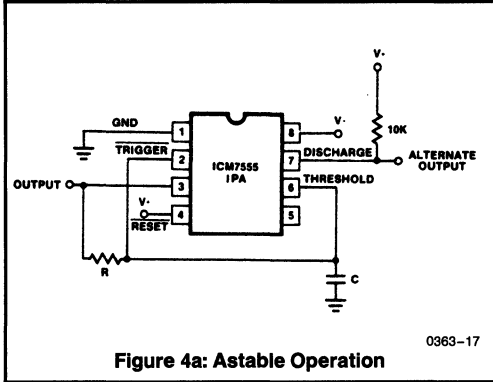 V+
GND
TRIGGER
1
2
3
4
ICM7555
IPA
8
7
6
5
V+
DISCHARGE
THRESHOLD
10K
ALTERNATE
OUTPUT
OUTPUT
V+
RESET
R
C
0363–17
Figure 4a: Astable Operation